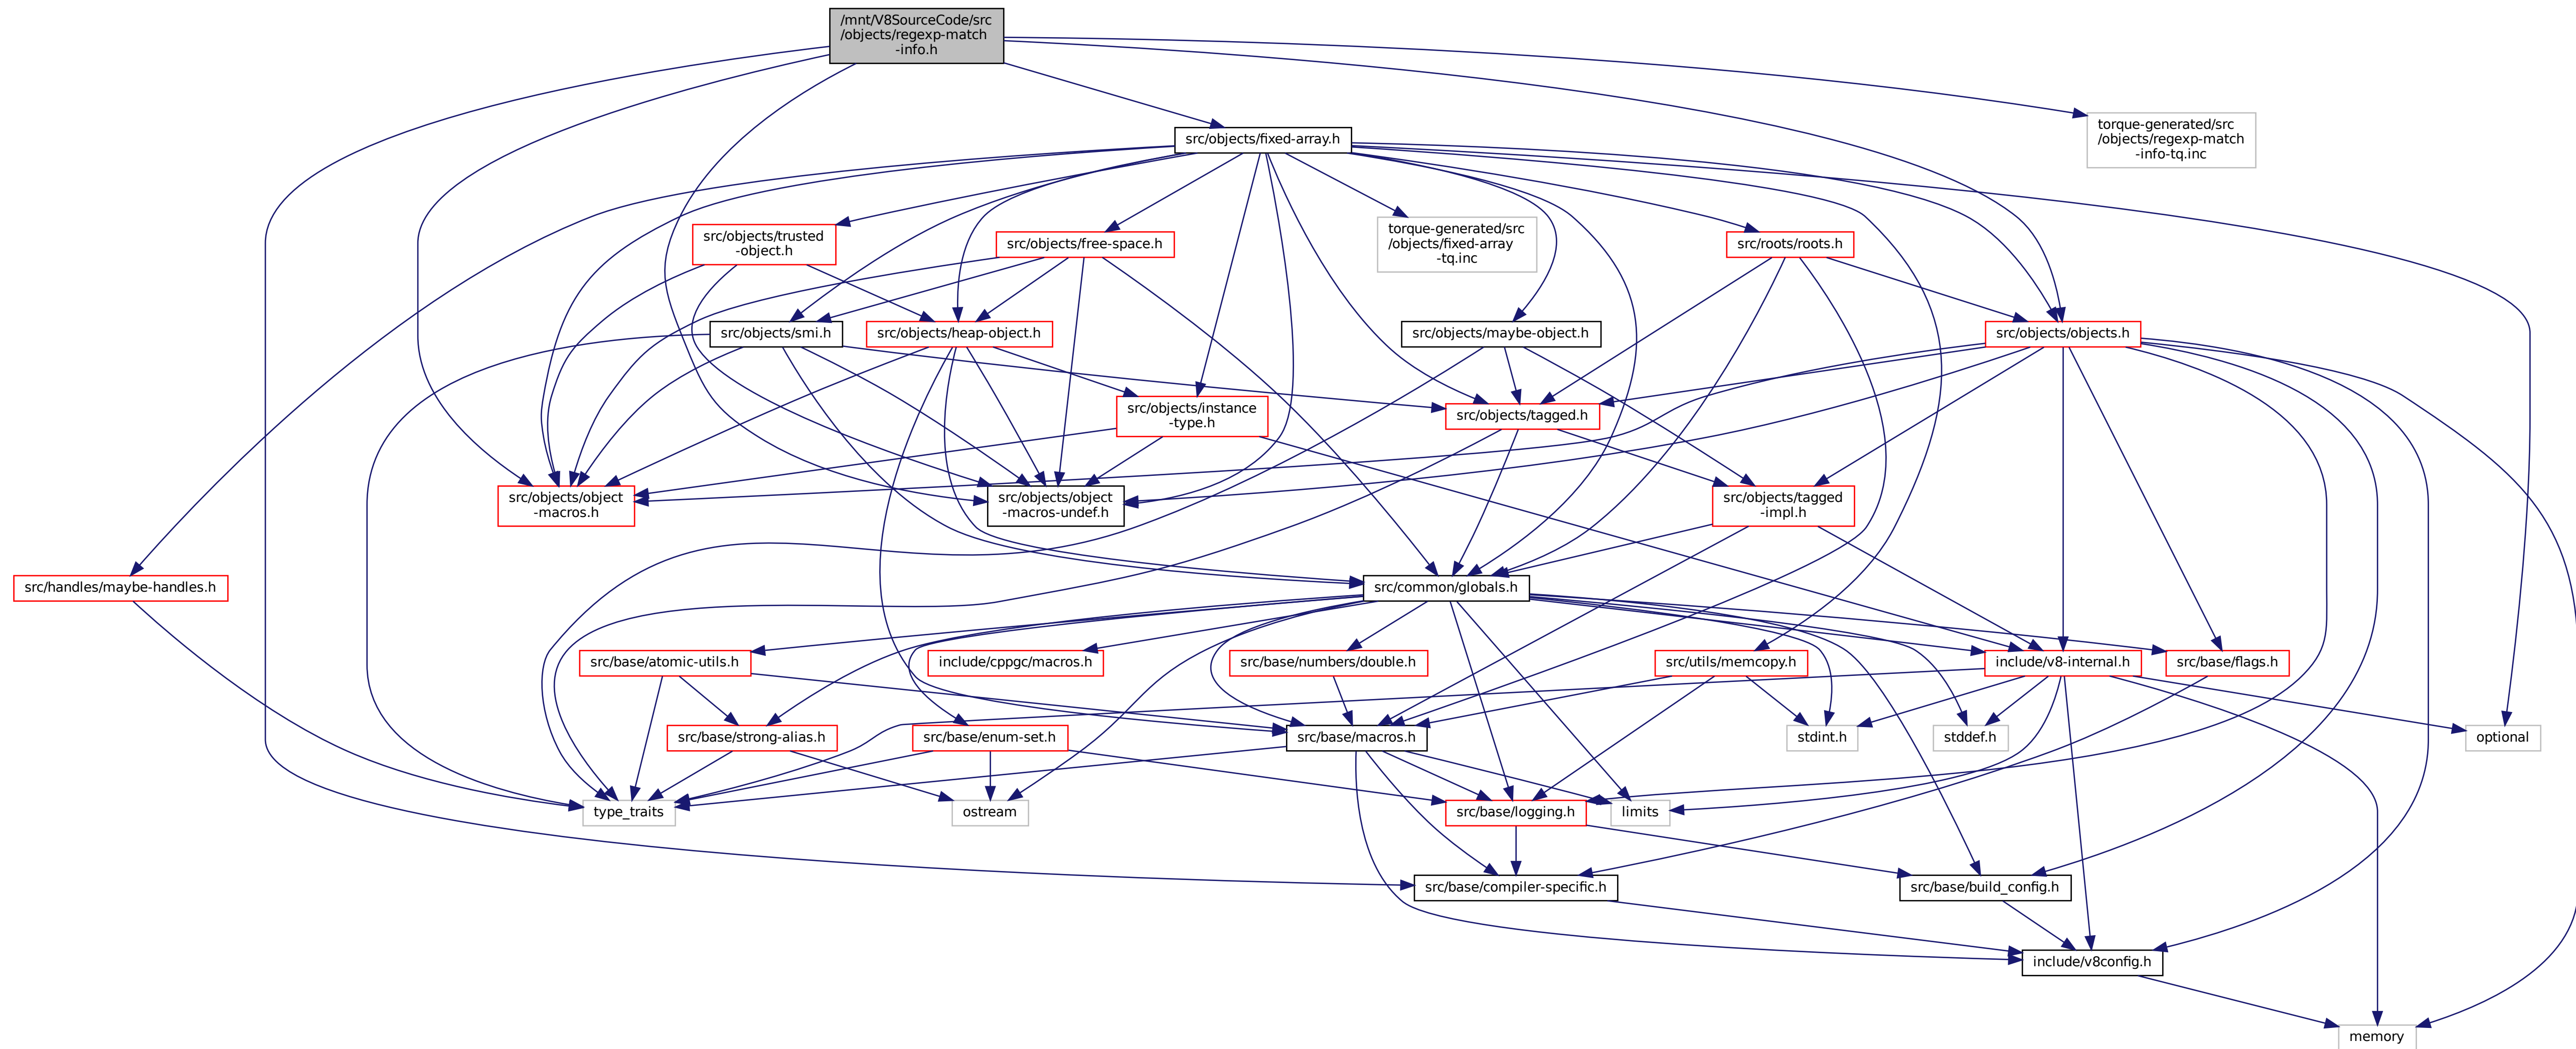 /mnt/V8SourceCode/src
/objects/regexp-match
-info.h
torque-generated/src
/objects/regexp-match
-info-tq.inc
src/objects/fixed-array.h
src/objects/trusted
-object.h
src/objects/free-space.h
torque-generated/src
/objects/fixed-array
-tq.inc
src/roots/roots.h
src/objects/smi.h
src/objects/heap-object.h
src/objects/maybe-object.h
src/objects/objects.h
src/objects/instance
-type.h
src/objects/tagged.h
src/objects/object
-macros.h
src/objects/object
-macros-undef.h
src/objects/tagged
-impl.h
src/handles/maybe-handles.h
src/common/globals.h
src/base/atomic-utils.h
include/cppgc/macros.h
src/base/numbers/double.h
src/utils/memcopy.h
include/v8-internal.h
src/base/flags.h
src/base/strong-alias.h
src/base/enum-set.h
src/base/macros.h
stdint.h
stddef.h
optional
type_traits
ostream
src/base/logging.h
limits
src/base/compiler-specific.h
src/base/build_config.h
include/v8config.h
memory